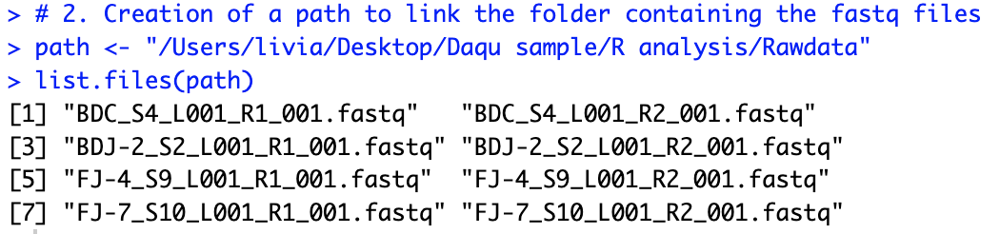 > # 2. Creation of a path to link the folder containing the fastq files
> path <- "/Users/livia/Desktop/Daqu sample/R analysis/Rawdata"
> list.files(path)
[1] "BDC_S4_L001_R1_001.fastq"   "BDC_S4_L001_R2_001.fastq"
[3] "BDJ-2_S2_L001_R1_001.fastq" "BDJ-2_S2_L001_R2_001.fastq"
[5] "FJ-4_S9_L001_R1_001.fastq"  "FJ-4_S9_L001_R2_001.fastq"
[7] "FJ-7_S10_L001_R1_001.fastq" "FJ-7_S10_L001_R2_001.fastq"